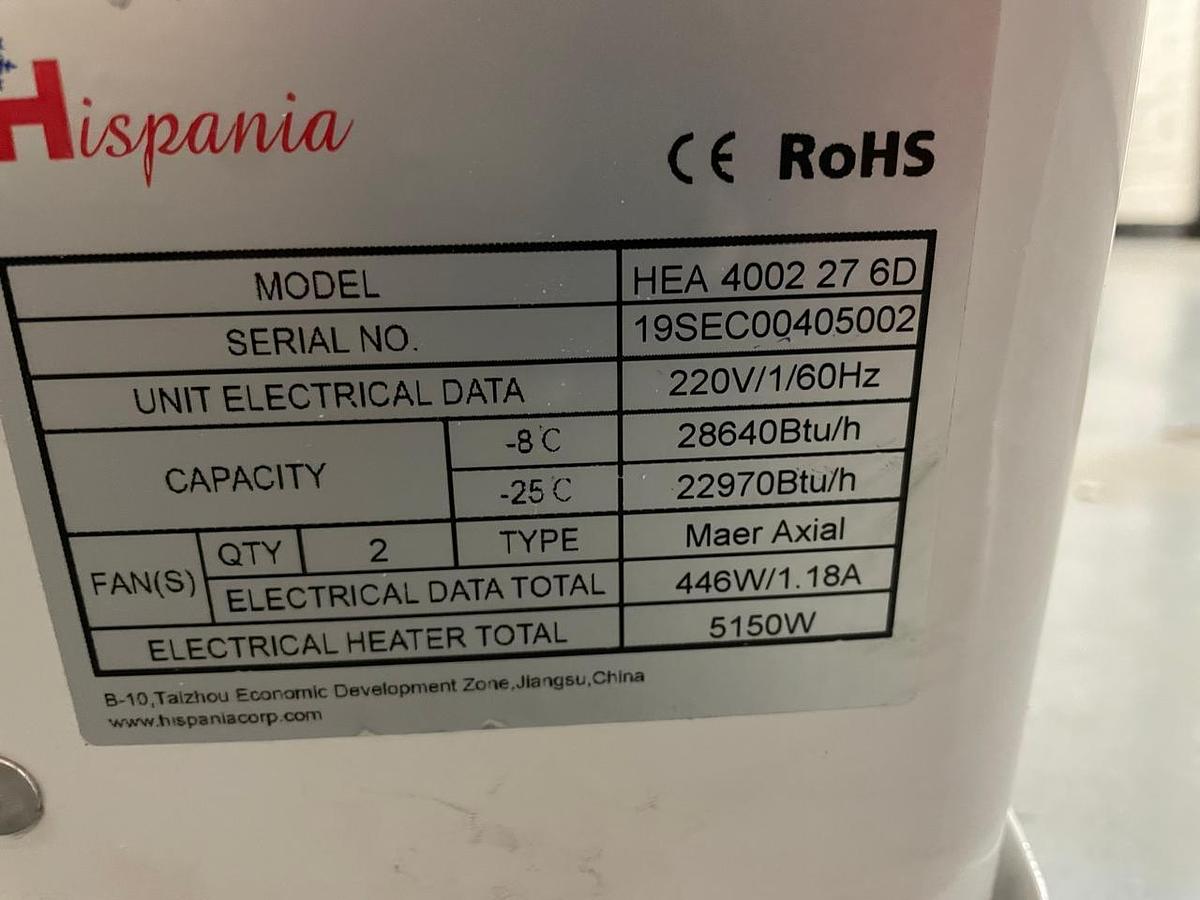 Hispania
CE RoHS
MODEL HEA 4002 27 6D
SERIAL NO. 19SEC00405002
UNIT ELECTRICAL DATA 220V/1/60Hz
CAPACITY -8℃ 28640Btu/h
-25℃ 22970Btu/h
FAN(S) QTY 2 TYPE Maer Axial
ELECTRICAL DATA TOTAL 446W/1.18A
ELECTRICAL HEATER TOTAL 5150W
B-10,Taizhou Economic Development Zone,Jiangsu,China
www.hispaniacorp.com